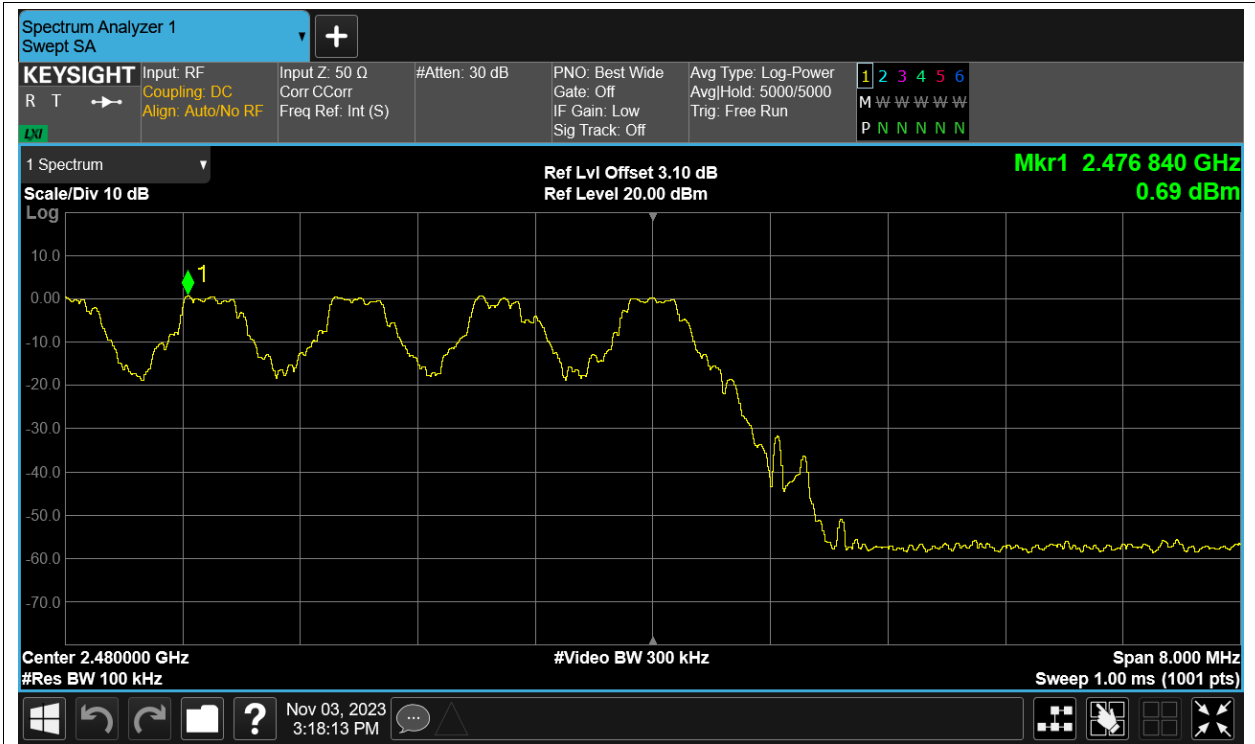 Spectrum Analyzer 1
Swept SA
KEYSIGHT
R T
LXI
Input: RF
Coupling: DC
Align: Auto/No RF
Input Z: 50 Ω
Corr CCorr
Freq Ref: Int (S)
#Atten: 30 dB
PNO: Best Wide
Gate: Off
IF Gain: Low
Sig Track: Off
Avg Type: Log-Power
Avg|Hold: 5000/5000
Trig: Free Run
1 2 3 4 5 6
M W W W W W
P N N N N N
1 Spectrum
Scale/Div 10 dB
Log
Ref Lvl Offset 3.10 dB
Ref Level 20.00 dBm
Mkr1 2.476 840 GHz
0.69 dBm
1
10.0
0.00
-10.0
-20.0
-30.0
-40.0
-50.0
-60.0
-70.0
Center 2.480000 GHz
#Res BW 100 kHz
#Video BW 300 kHz
Span 8.000 MHz
Sweep 1.00 ms (1001 pts)
?
Nov 03, 2023
3:18:13 PM